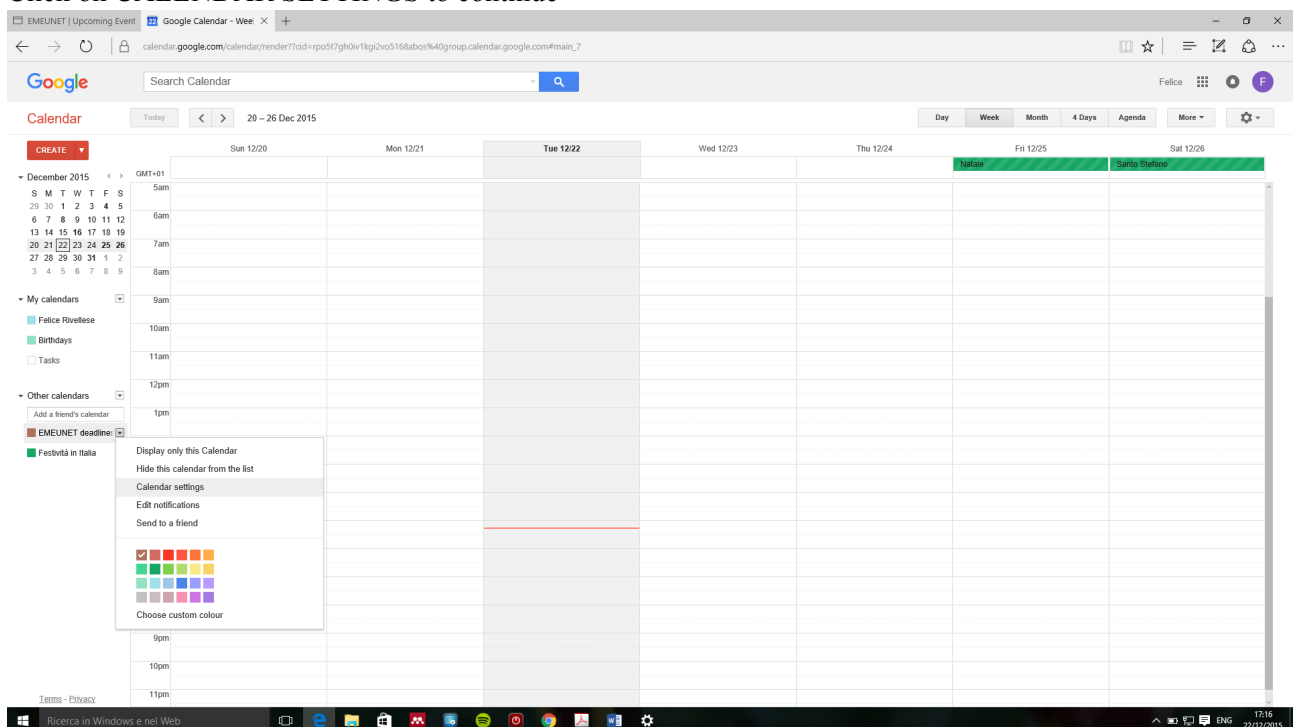 Click on CALENDAR SETTINGS to continue
EMEUNET | Upcoming Event
22 Google Calendar - Week
calendar.google.com/calendar/render??cid=rpo5t7gh0iv1kgi2vo5168abos%40group.calendar.google.com#main_7
Google
Search Calendar
Felice
F
Calendar
Today
20 – 26 Dec 2015
Day Week Month 4 Days Agenda More
CREATE
Sun 12/20 Mon 12/21 Tue 12/22 Wed 12/23 Thu 12/24 Fri 12/25 Sat 12/26
Natale Santo Stefano
GMT+01
December 2015
S M T W T F S
29 30 1 2 3 4 5
6 7 8 9 10 11 12
13 14 15 16 17 18 19
20 21 22 23 24 25 26
27 28 29 30 31 1 2
3 4 5 6 7 8 9
5am
6am
7am
8am
9am
10am
11am
12pm
1pm
My calendars
Felice Rivellese
Birthdays
Tasks
Other calendars
Add a friend's calendar
EMEUNET deadlines
Festività in Italia
Display only this Calendar
Hide this calendar from the list
Calendar settings
Edit notifications
Send to a friend
Choose custom colour
9pm
10pm
11pm
Terms - Privacy
Ricerca in Windows e nel Web
ENG
17:16
22/12/2015